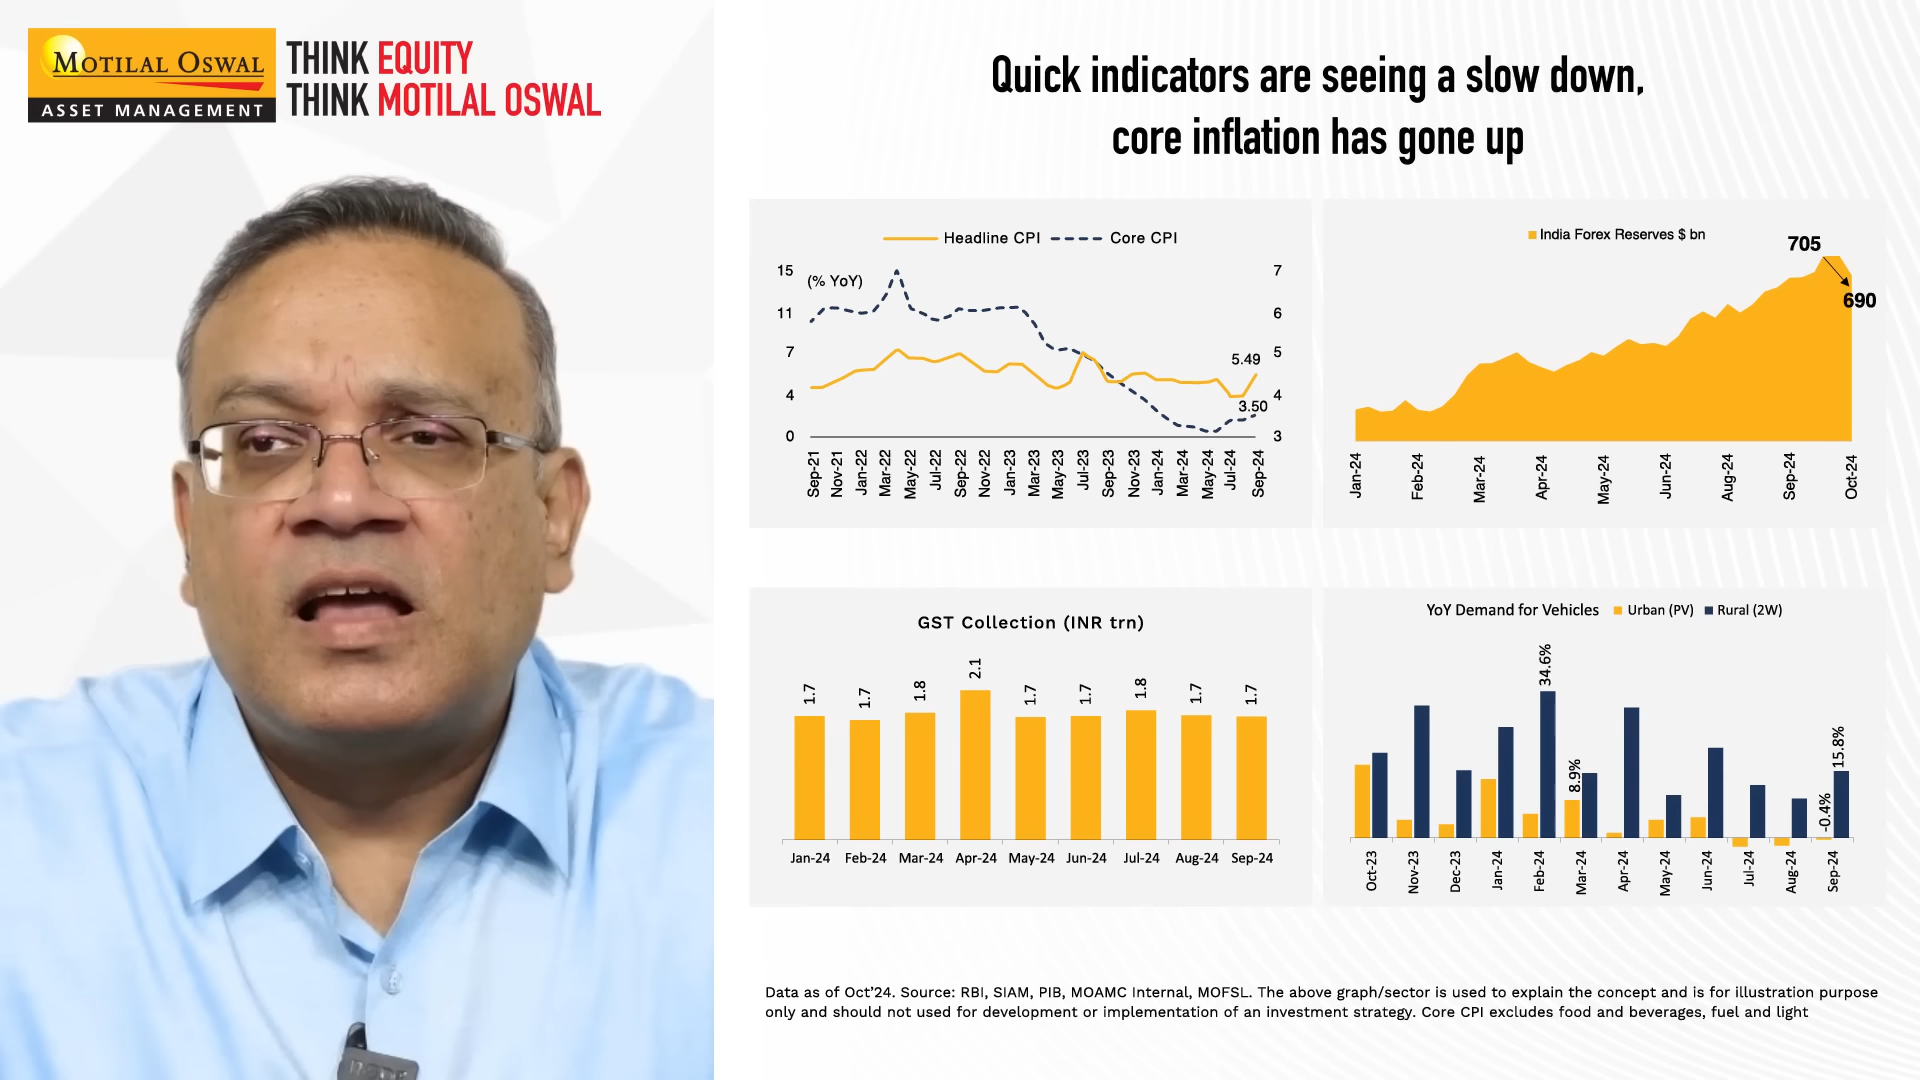 MOTILAL OSWAL
ASSET MANAGEMENT
THINK EQUITY
THINK MOTILAL OSWAL
Quick indicators are seeing a slow down,
core inflation has gone up
Headline CPI Core CPI
(% YoY)
15 7
11 6
7 5
4 4
0 3
5.49
3.50
Sep-21 Nov-21 Jan-22 Mar-22 May-22 Jul-22 Sep-22 Nov-22 Jan-23 Mar-23 May-23 Jul-23 Sep-23 Nov-23 Jan-24 Mar-24 May-24 Jul-24 Sep-24
India Forex Reserves $ bn
705
690
Jan-24 Feb-24 Mar-24 Apr-24 May-24 Jun-24 Aug-24 Sep-24 Oct-24
GST Collection (INR trn)
1.7 1.7 1.8 2.1 1.7 1.7 1.8 1.7 1.7
Jan-24 Feb-24 Mar-24 Apr-24 May-24 Jun-24 Jul-24 Aug-24 Sep-24
YoY Demand for Vehicles Urban (PV) Rural (2W)
34.6%
8.9%
-0.4%
15.8%
Oct-23 Nov-23 Dec-23 Jan-24 Feb-24 Mar-24 Apr-24 May-24 Jun-24 Jul-24 Aug-24 Sep-24
Data as of Oct'24. Source: RBI, SIAM, PIB, MOAMC Internal, MOFSL. The above graph/sector is used to explain the concept and is for illustration purpose
only and should not used for development or implementation of an investment strategy. Core CPI excludes food and beverages, fuel and light